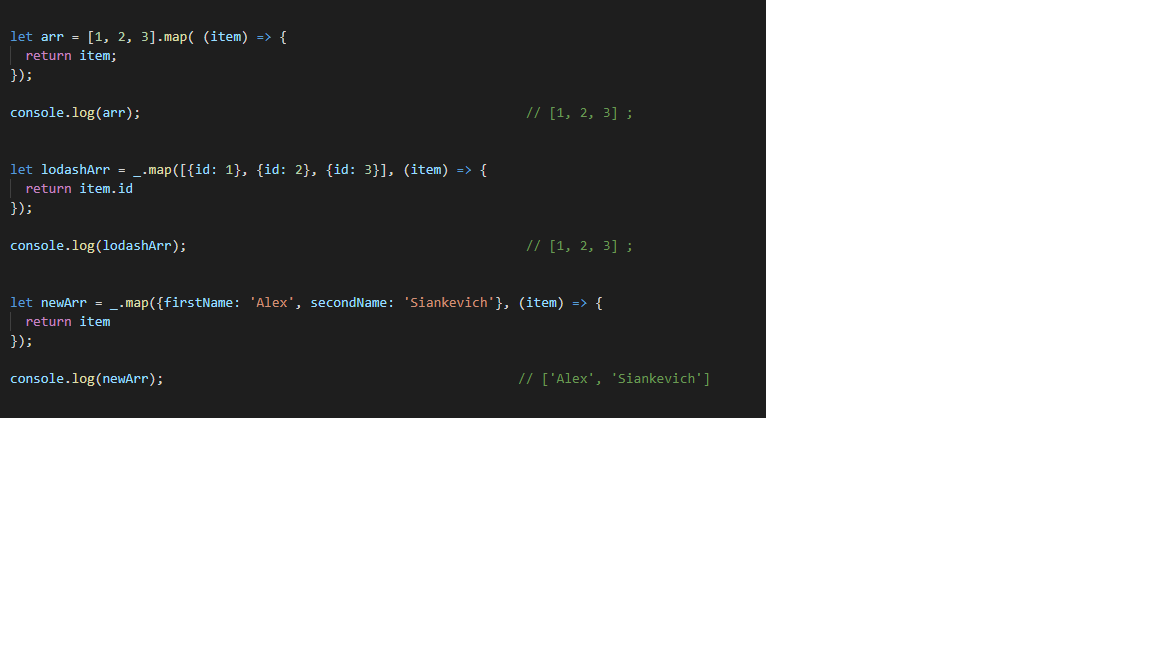 let arr = [1, 2, 3].map( (item) => {
return item;
});
console.log(arr); // [1, 2, 3] ;
let lodashArr = _.map([{id: 1}, {id: 2}, {id: 3}], (item) => {
return item.id
});
console.log(lodashArr); // [1, 2, 3] ;
let newArr = _.map({firstName: 'Alex', secondName: 'Siankevich'}, (item) => {
return item
});
console.log(newArr); // ['Alex', 'Siankevich']